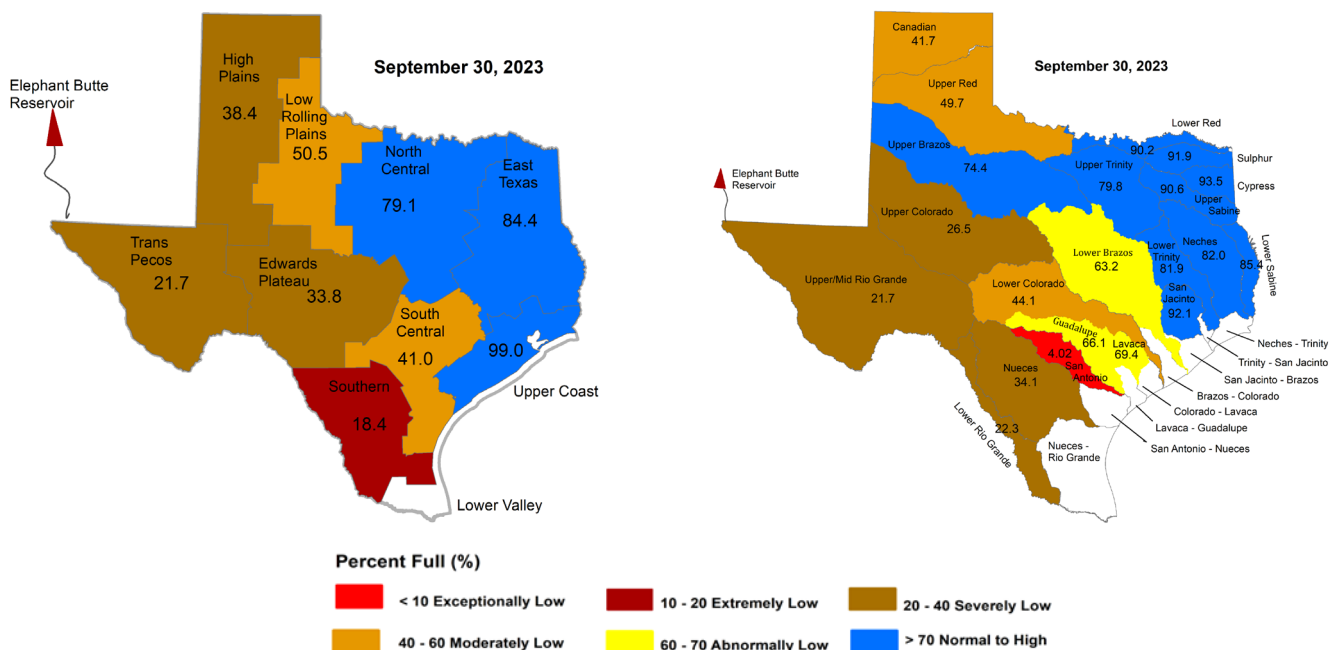 September 30, 2023
Elephant Butte
Reservoir
High
Plains
38.4
Low
Rolling
Plains
50.5
North
Central
79.1
East
Texas
84.4
Trans
Pecos
21.7
Edwards
Plateau
33.8
South
Central
41.0
99.0
Upper Coast
Southern
18.4
Lower Valley
September 30, 2023
Elephant Butte
Reservoir
Canadian
41.7
Upper Red
49.7
Lower Red
Upper Brazos
74.4
Upper Trinity
79.8
90.2
91.9
Sulphur
90.6
93.5
Cypress
Upper
Sabine
Upper Colorado
26.5
Lower Brazos
63.2
Lower
Trinity
81.9
Neches
82.0
85.4
Lower Sabine
Upper/Mid Rio Grande
21.7
Lower Colorado
44.1
San
Jacinto
92.1
Guadalupe
66.1
Lavaca
69.4
4.02
San
Antonio
Nueces
34.1
22.3
Lower Rio Grande
Nueces -
Rio Grande
Neches - Trinity
Trinity - San Jacinto
San Jacinto - Brazos
Brazos - Colorado
Colorado - Lavaca
Lavaca - Guadalupe
San Antonio - Nueces
Percent Full (%)
< 10 Exceptionally Low
10 - 20 Extremely Low
20 - 40 Severely Low
40 - 60 Moderately Low
60 - 70 Abnormally Low
> 70 Normal to High